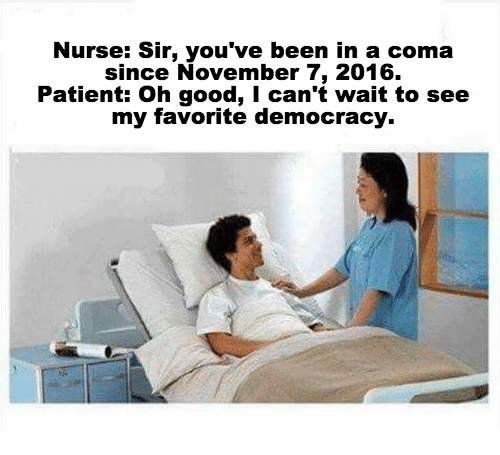 Nurse: Sir, you've been in a coma
since November 7, 2016.
Patient: Oh good, I can't wait to see
my favorite democracy.